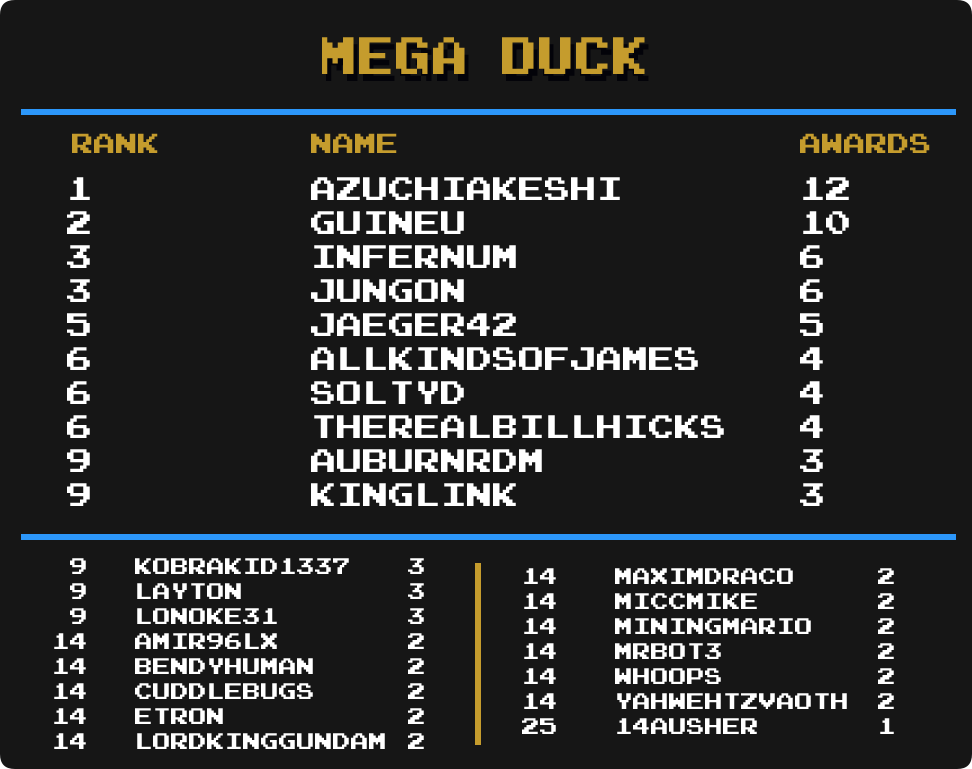 MEGA DUCK
RANK NAME AWARDS
1 AZUCHIAKESHI 12
2 GUINEU 10
3 INFERNUM 6
3 JUNGON 6
5 JAEGER42 5
6 ALLKINDSOFJAMES 4
6 SOLTYD 4
6 THEREALBILLHICKS 4
9 AUBURNRDM 3
9 KINGLINK 3
9 KOBRAKID1337 3
9 LAYTON 3
9 LONOKE31 3
14 AMIR96LX 2
14 BENDYHUMAN 2
14 CUDDLEBUGS 2
14 ETRON 2
14 LORDKINGGUNDAM 2
14 MAXIMDRACO 2
14 MICCMIKE 2
14 MININGMARIO 2
14 MRBOT3 2
14 WHOOPS 2
14 YAHWEHTZVAOTH 2
25 14AUSHER 1